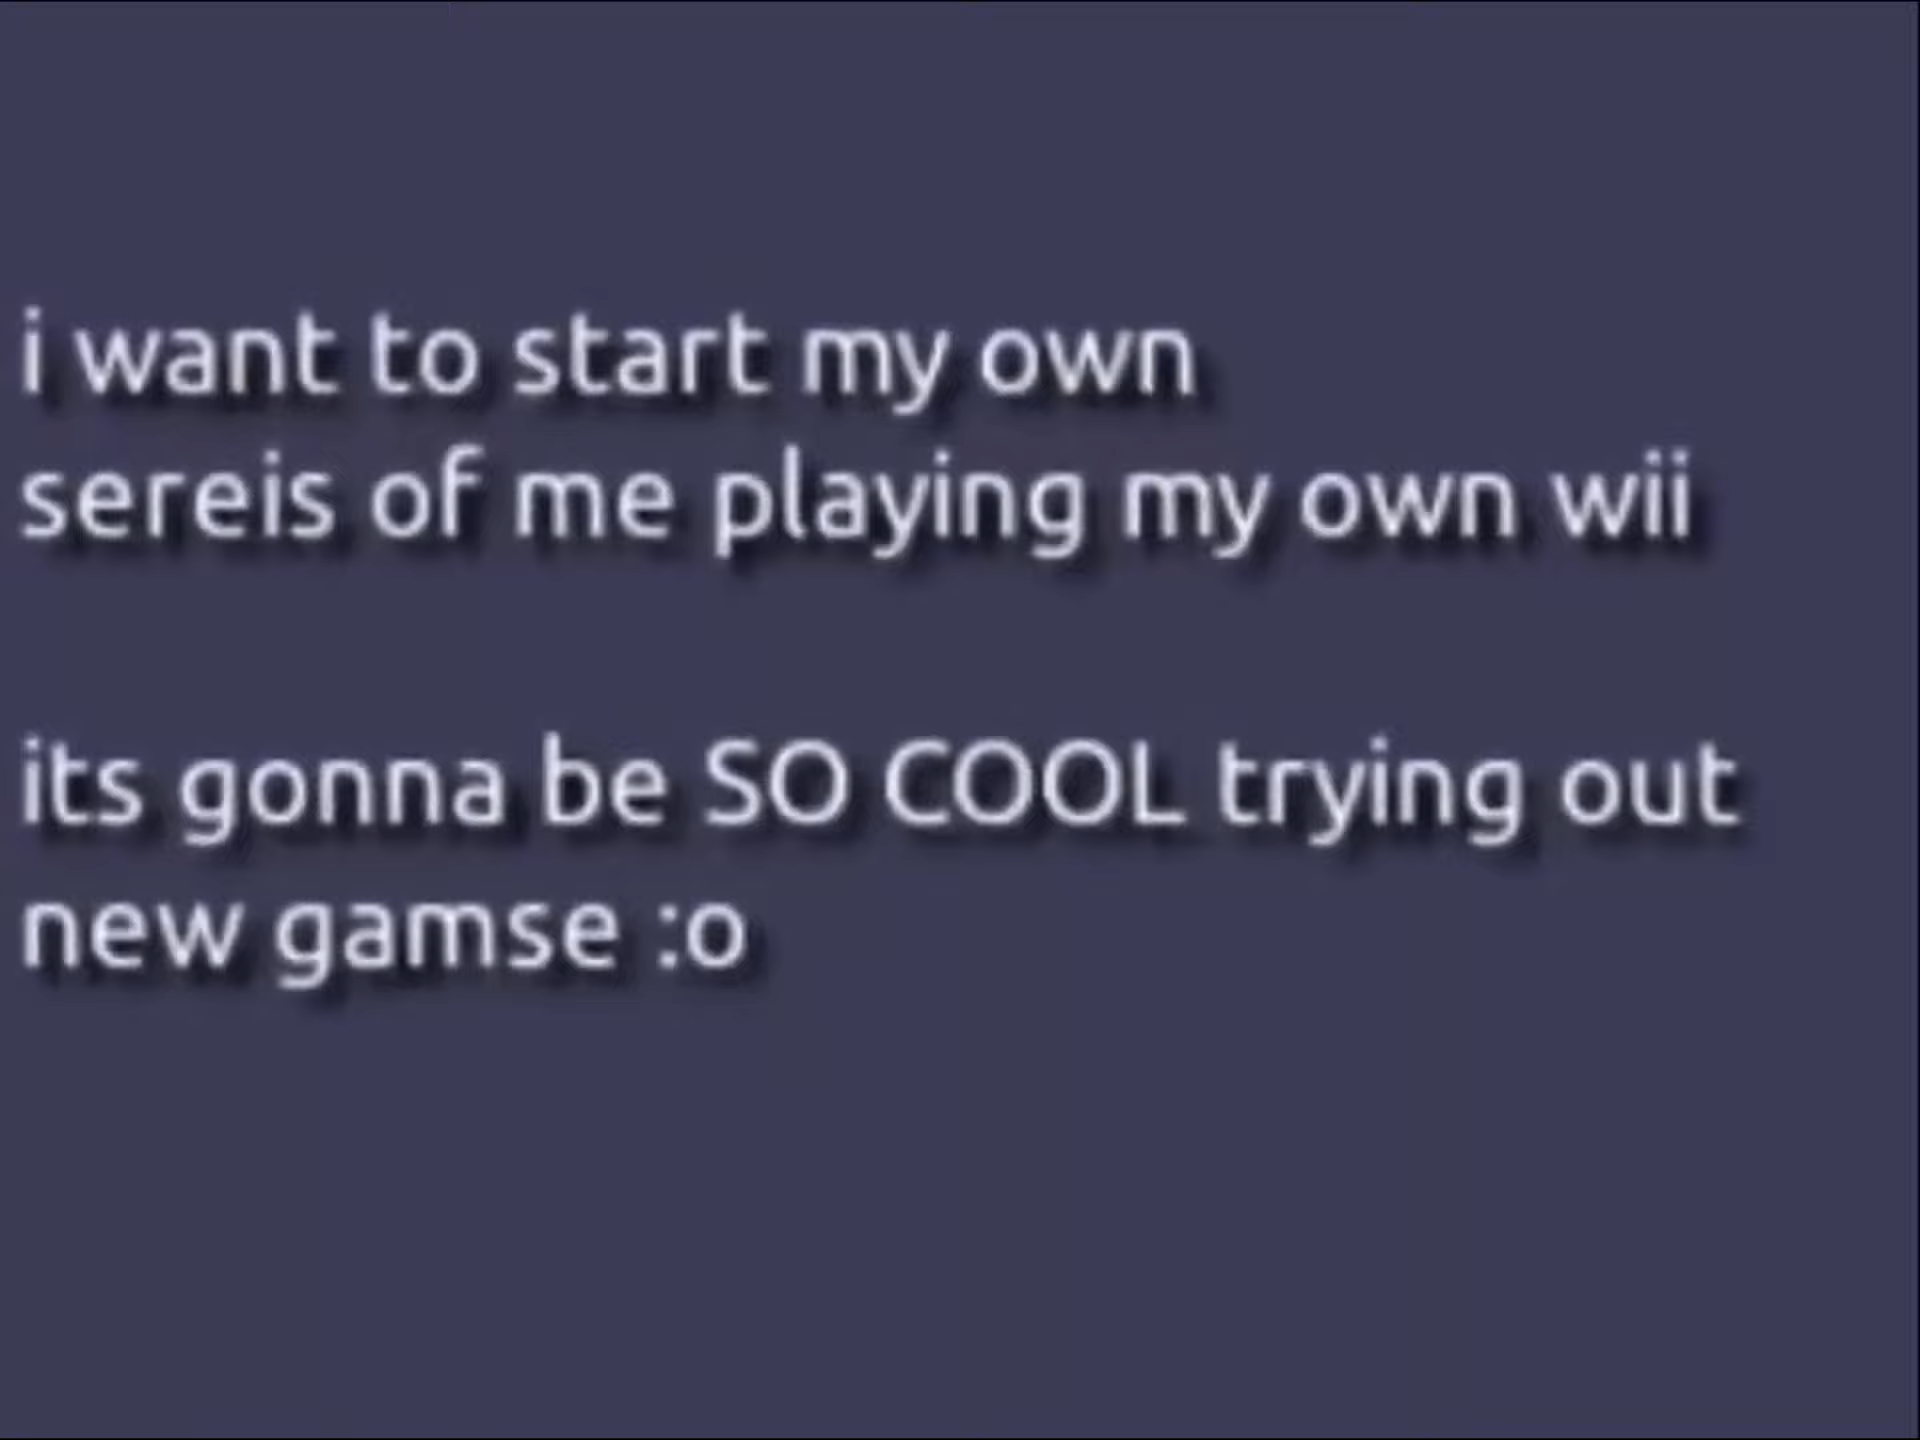 i want to start my own
sereis of me playing my own wii
its gonna be SO COOL trying out
new gamse :o